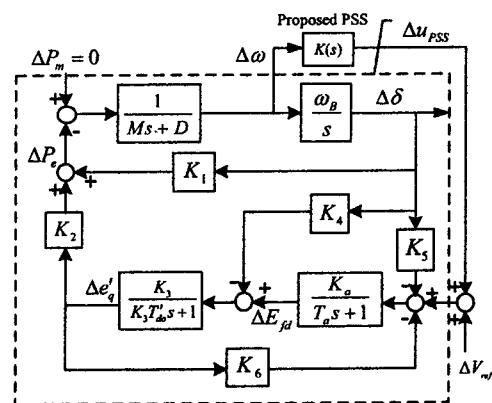 Proposed PSS
ΔP_m = 0
Δω
K(s)
Δu_PSS
+
-
1
Ms + D
ω_B
s
Δδ
ΔP_e
+
+
K_1
K_2
K_4
K_5
Δe'_q
K_3
K_3T'_do s + 1
-
+
ΔE_fd
K_a
T_a s + 1
-
-
+
+
+
K_6
ΔV_ref